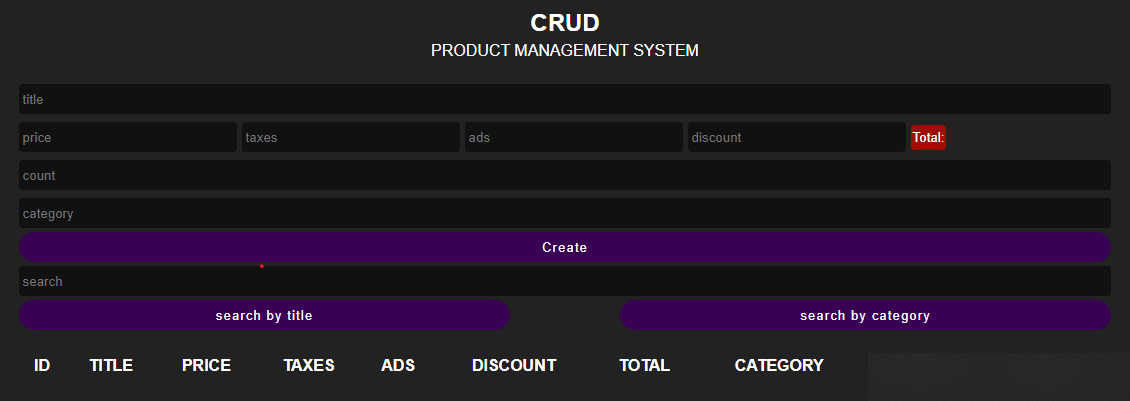 CRUD
PRODUCT MANAGEMENT SYSTEM
title
price taxes ads discount Total:
count
category
Create
search
search by title search by category
ID TITLE PRICE TAXES ADS DISCOUNT TOTAL CATEGORY